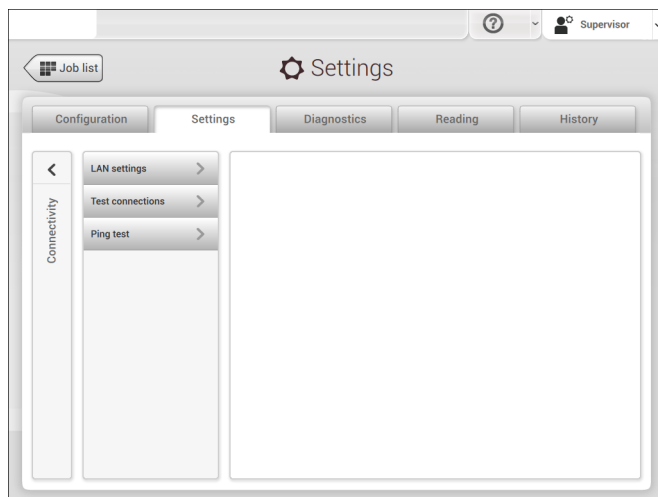 ? Supervisor
Job list
Settings
Configuration Settings Diagnostics Reading History
LAN settings
Test connections
Ping test
Connectivity